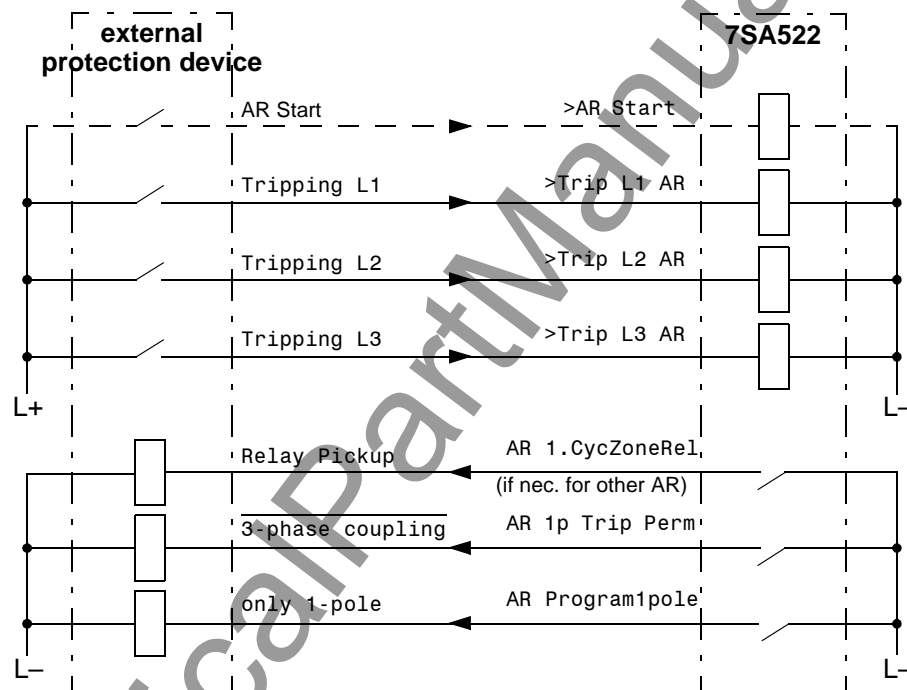 external
protection device
7SA522
AR Start
>AR Start
Tripping L1
>Trip L1 AR
Tripping L2
>Trip L2 AR
Tripping L3
>Trip L3 AR
L+
L–
Relay Pickup
AR 1.CycZoneRel
(if nec. for other AR)
3-phase coupling
AR 1p Trip Perm
only 1-pole
AR Program1pole
L–
L–
icalPartManua